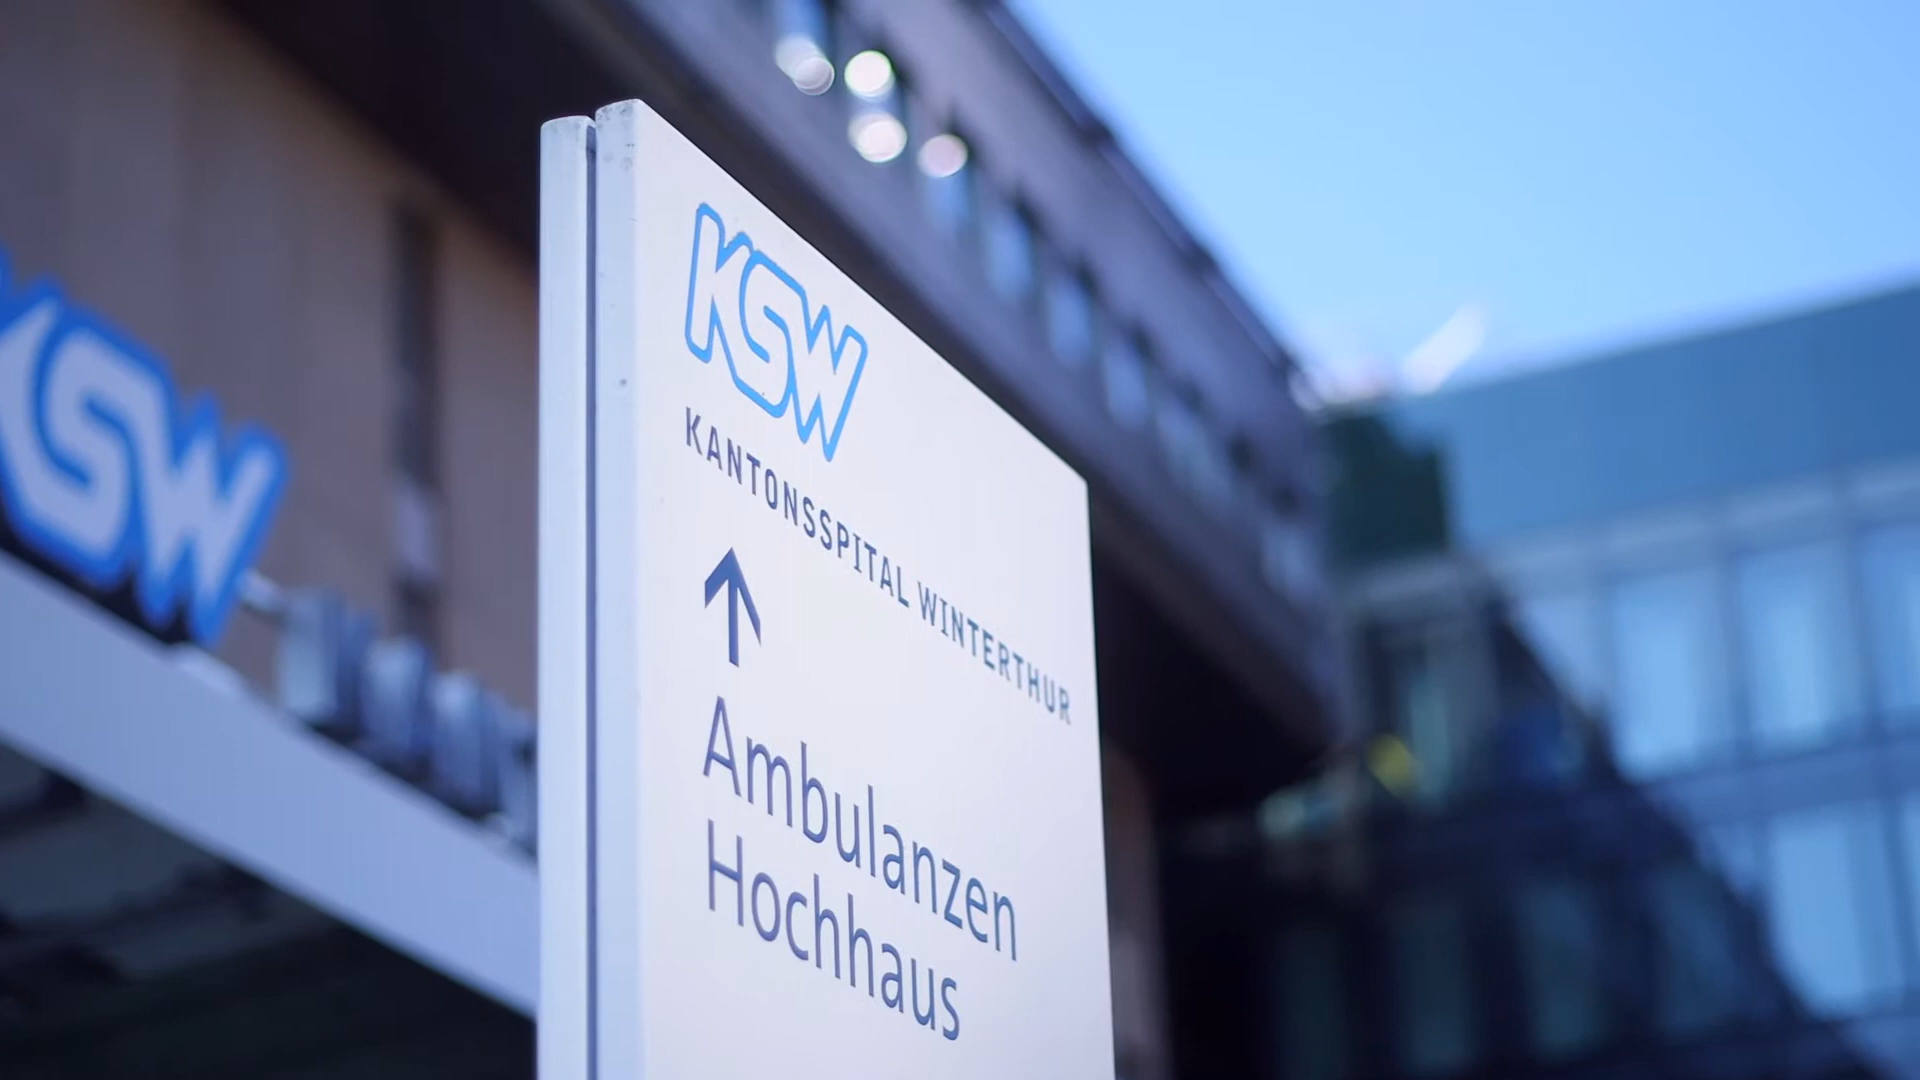 KSW
KANTONSSPITAL WINTERTHUR
Ambulanzen
Hochhaus
KSW